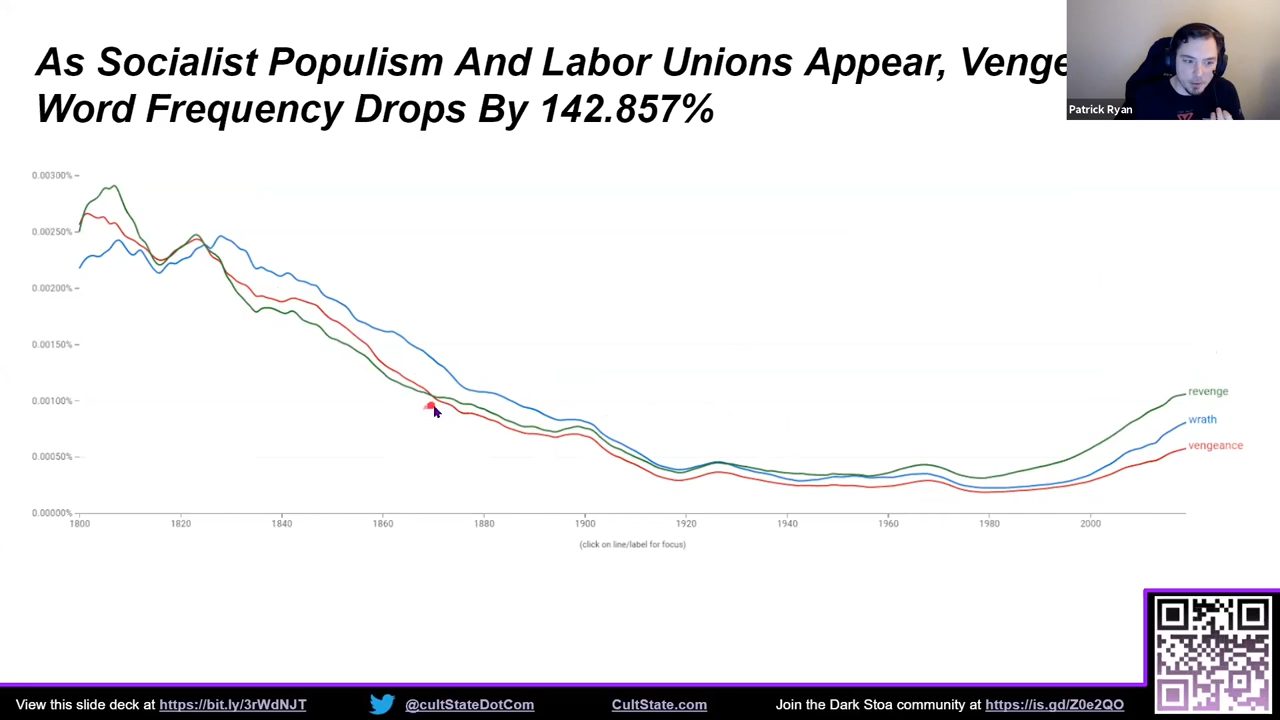 As Socialist Populism And Labor Unions Appear,
Word Frequency Drops By 142.857%
Patrick Ryan
0.00300%
0.00250%
0.00200%
0.00150%
0.00100%
0.00050%
0.00000%
revenge
wrath
vengeance
1800 1820 1840 1860 1880 1900 1920 1940 1960 1980 2000
(click on line/label for focus)
View this slide deck at https://bit.ly/3rWdNJT @cultStateDotCom CultState.com Join the Dark Stoa community at https://is.gd/Z0e2QO